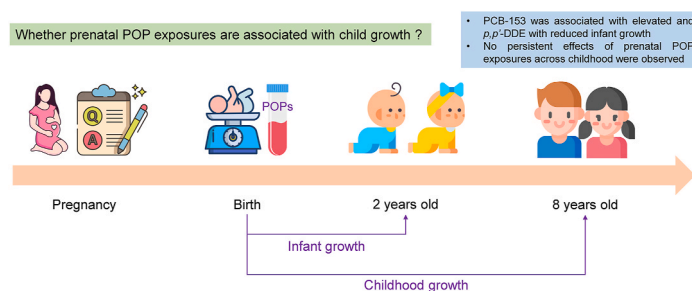 Whether prenatal POP exposures are associated with child growth ?
• PCB-153 was associated with elevated and
p,p'-DDE with reduced infant growth
• No persistent effects of prenatal POP
exposures across childhood were observed
Q
A
POPs
Pregnancy
Birth
2 years old
8 years old
Infant growth
Childhood growth